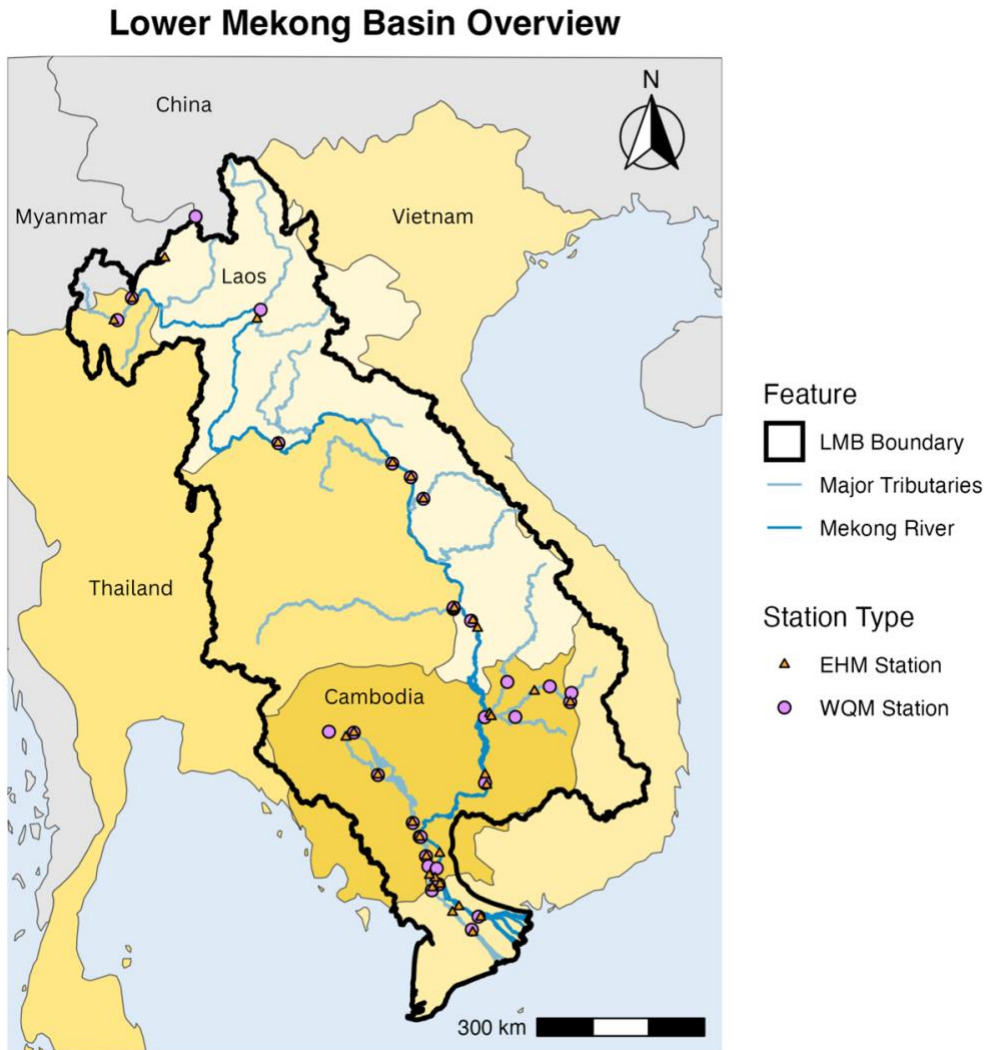 Lower Mekong Basin Overview
China
N
Myanmar
Vietnam
Laos
Thailand
Cambodia
300 km
Feature
LMB Boundary
Major Tributaries
Mekong River
Station Type
EHM Station
WQM Station